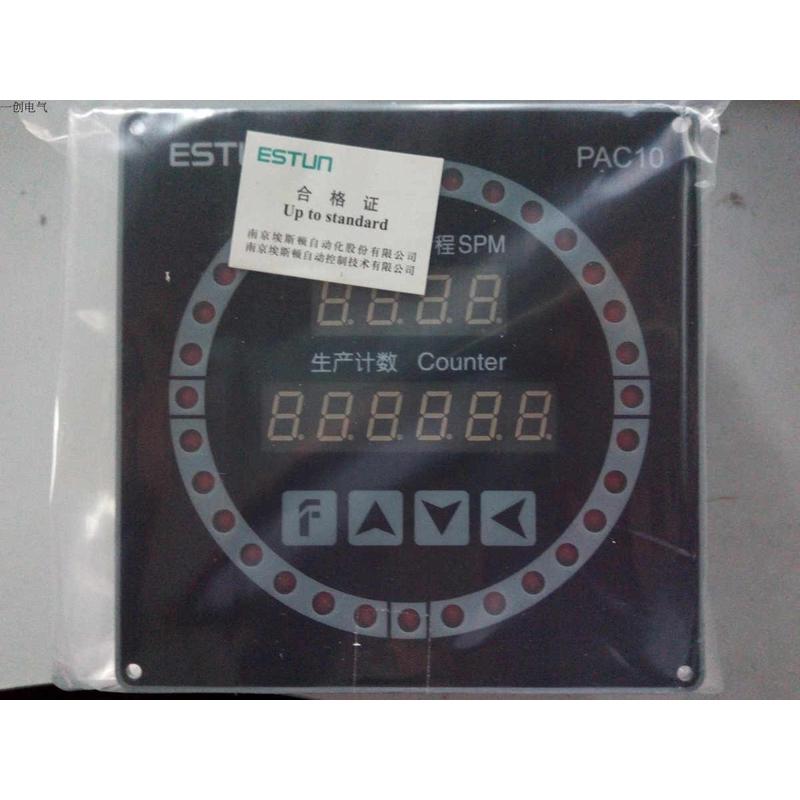 一创电气
ESTU
PAC10
ESTUN
合格证
Up to standard
南京埃斯顿自动化股份有限公司
南京埃斯顿自动控制技术有限公司
程SPM
生产计数 Counter